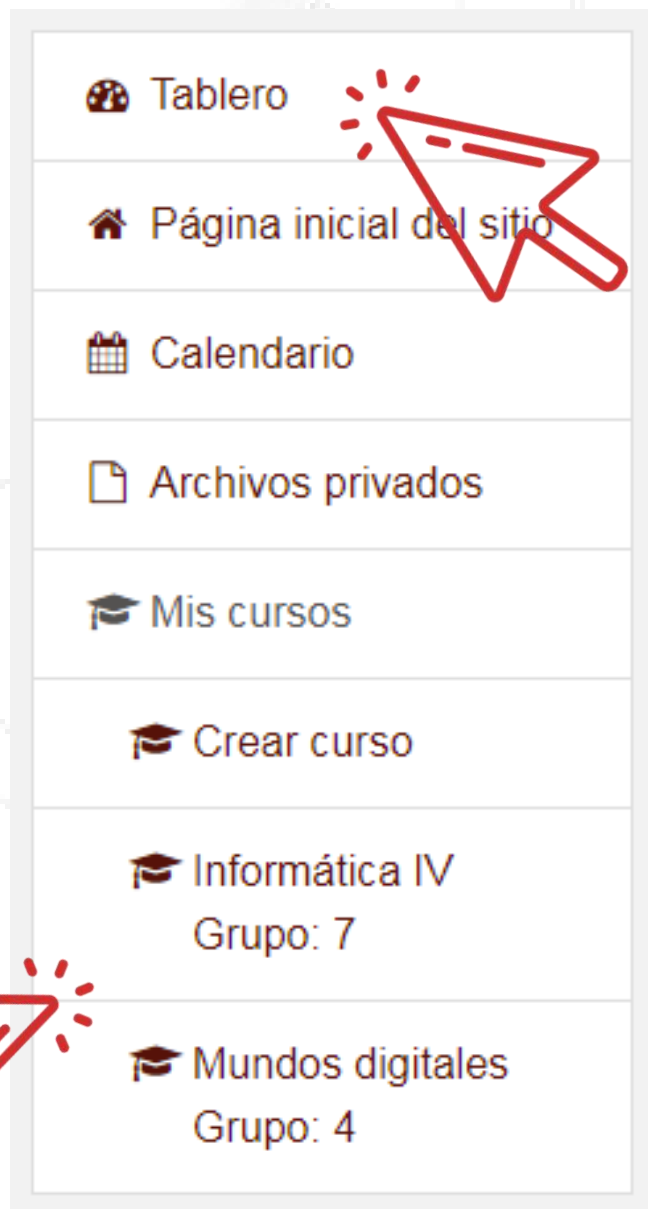 Tablero
Página inicial del sitio
Calendario
Archivos privados
Mis cursos
Crear curso
Informática IV
Grupo: 7
Mundos digitales
Grupo: 4